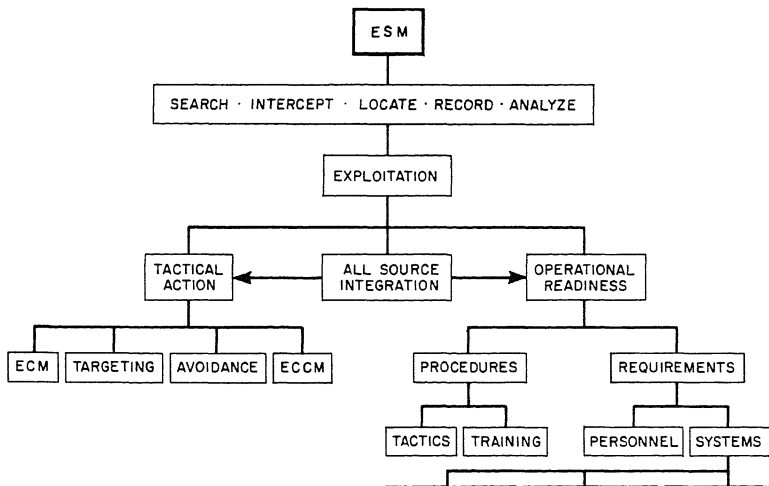 ESM
SEARCH · INTERCEPT · LOCATE · RECORD · ANALYZE
EXPLOITATION
TACTICAL
ACTION
ALL SOURCE
INTEGRATION
OPERATIONAL
READINESS
ECM
TARGETING
AVOIDANCE
ECCM
PROCEDURES
REQUIREMENTS
TACTICS
TRAINING
PERSONNEL
SYSTEMS